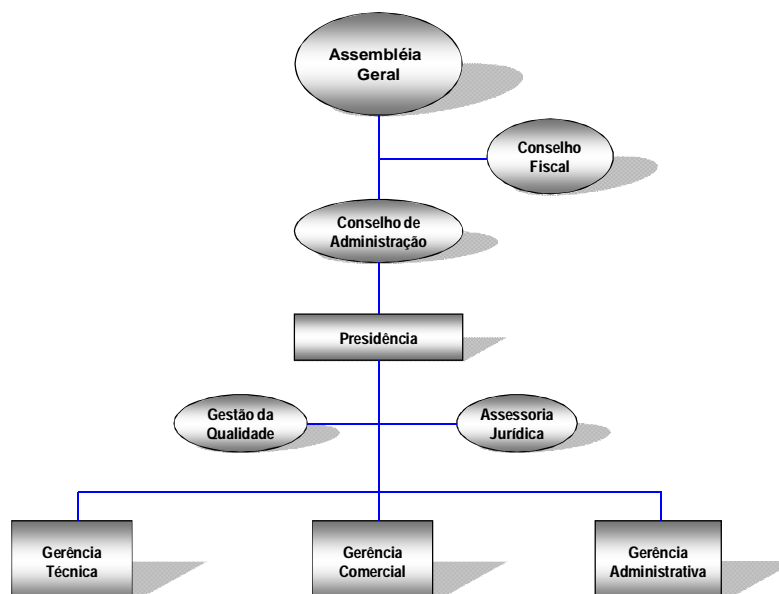 Assembléia
Geral
Conselho
Fiscal
Conselho de
Administração
Presidência
Gestão da
Qualidade
Assessoria
Jurídica
Gerência
Técnica
Gerência
Comercial
Gerência
Administrativa